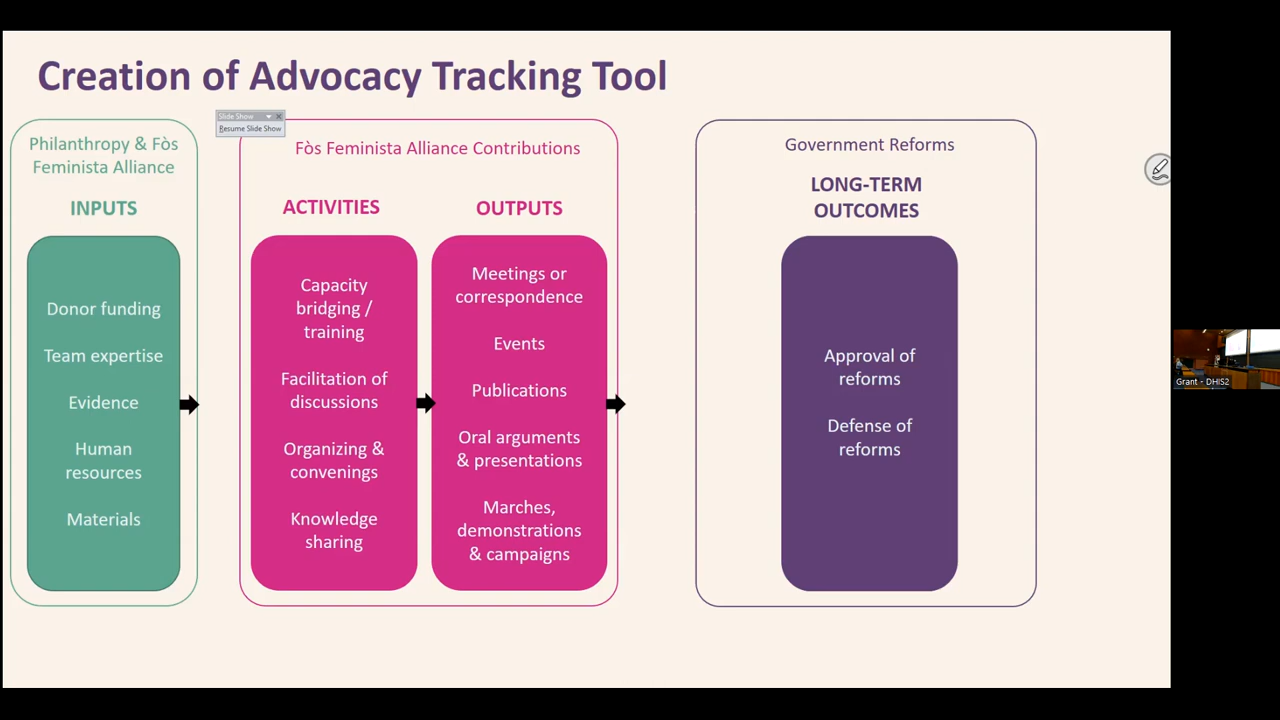 Creation of Advocacy Tracking Tool
Slide Show
Resume Slide Show
Philanthropy & Fòs
Feminista Alliance
INPUTS
Donor funding
Team expertise
Evidence
Human
resources
Materials
Fòs Feminista Alliance Contributions
ACTIVITIES
Capacity
bridging /
training
Facilitation of
discussions
Organizing &
convenings
Knowledge
sharing
OUTPUTS
Meetings or
correspondence
Events
Publications
Oral arguments
& presentations
Marches,
demonstrations
& campaigns
Government Reforms
LONG-TERM
OUTCOMES
Approval of
reforms
Defense of
reforms
Grant - DHIS2